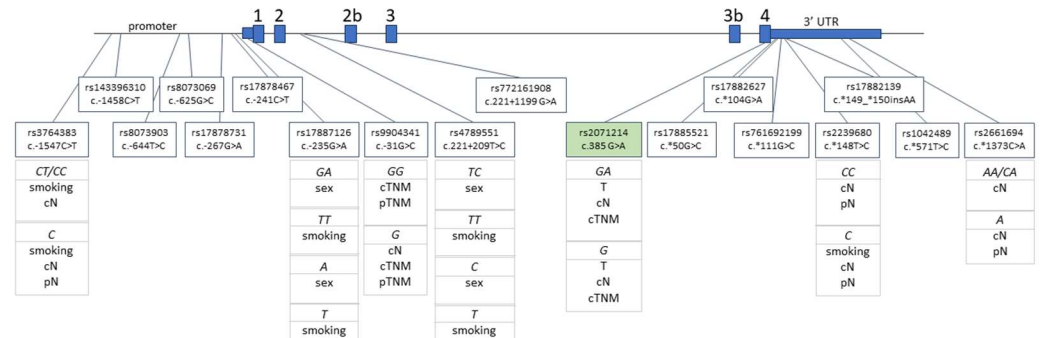 promoter
1
2
2b
3
3b
4
3' UTR
rs143396310
c.-1458C>T
rs8073069
c.-625G>C
rs17878467
c.-241C>T
rs772161908
c.221+1199G>A
rs17882627
c.*104G>A
rs17882139
c.*149_*150insAA
rs3764383
c.-1547C>T
rs8073903
c.-644T>C
rs17878731
c.-267G>A
rs17887126
c.-235G>A
rs9904341
c.-31G>C
rs4789551
c.221+209T>C
rs2071214
c.385 G>A
rs17885521
c.*50G>C
rs761692199
c.*111G>C
rs2239680
c.*148T>C
rs1042489
c.*571T>C
rs2661694
c.*1373C>A
CT/CC
smoking
cN
C
smoking
cN
pN
GA
sex
TT
smoking
A
sex
T
smoking
GG
cTNM
pTNM
G
cN
cTNM
pTNM
TC
sex
TT
smoking
C
sex
T
smoking
GA
T
cN
cTNM
G
T
cN
cTNM
CC
cN
pN
C
smoking
cN
pN
AA/CA
cN
A
cN
pN